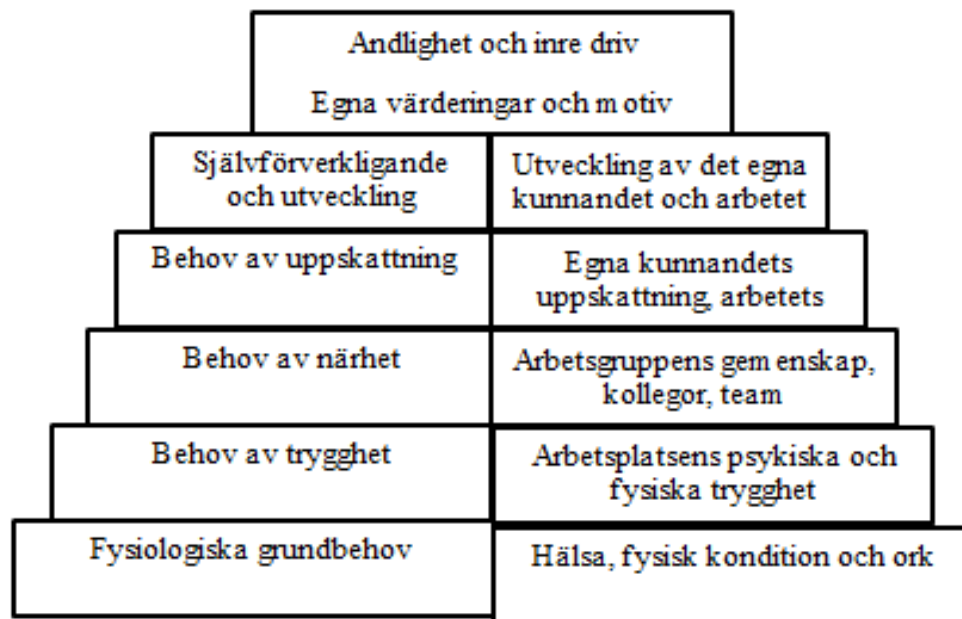 Andlighet och inre driv
Egna värderingar och motiv
Självförverkligande
och utveckling
Utveckling av det egna
kunnandet och arbetet
Behov av uppskattning
Egna kunnandets
uppskattning, arbetets
Behov av närhet
Arbetsgruppens gemenskap,
kollegor, team
Behov av trygghet
Arbetsplatsens psykiska och
fysiska trygghet
Fysiologiska grundbehov
Hälsa, fysisk kondition och ork